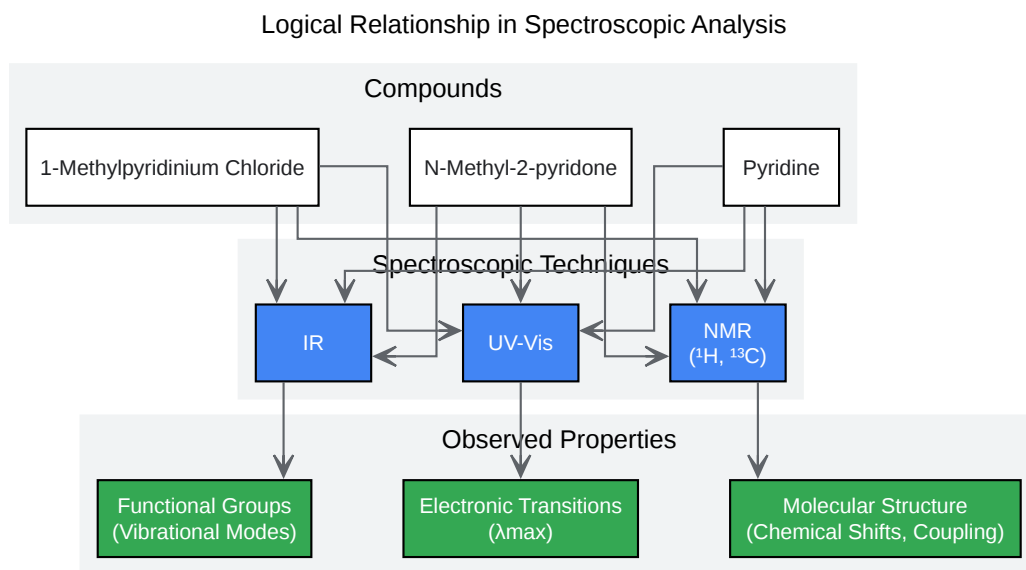 Logical Relationship in Spectroscopic Analysis
Compounds
1-Methylpyridinium Chloride
N-Methyl-2-pyridone
Pyridine
Spectroscopic Techniques
IR
UV-Vis
NMR
(¹H, ¹³C)
Observed Properties
Functional Groups
(Vibrational Modes)
Electronic Transitions
(λmax)
Molecular Structure
(Chemical Shifts, Coupling)